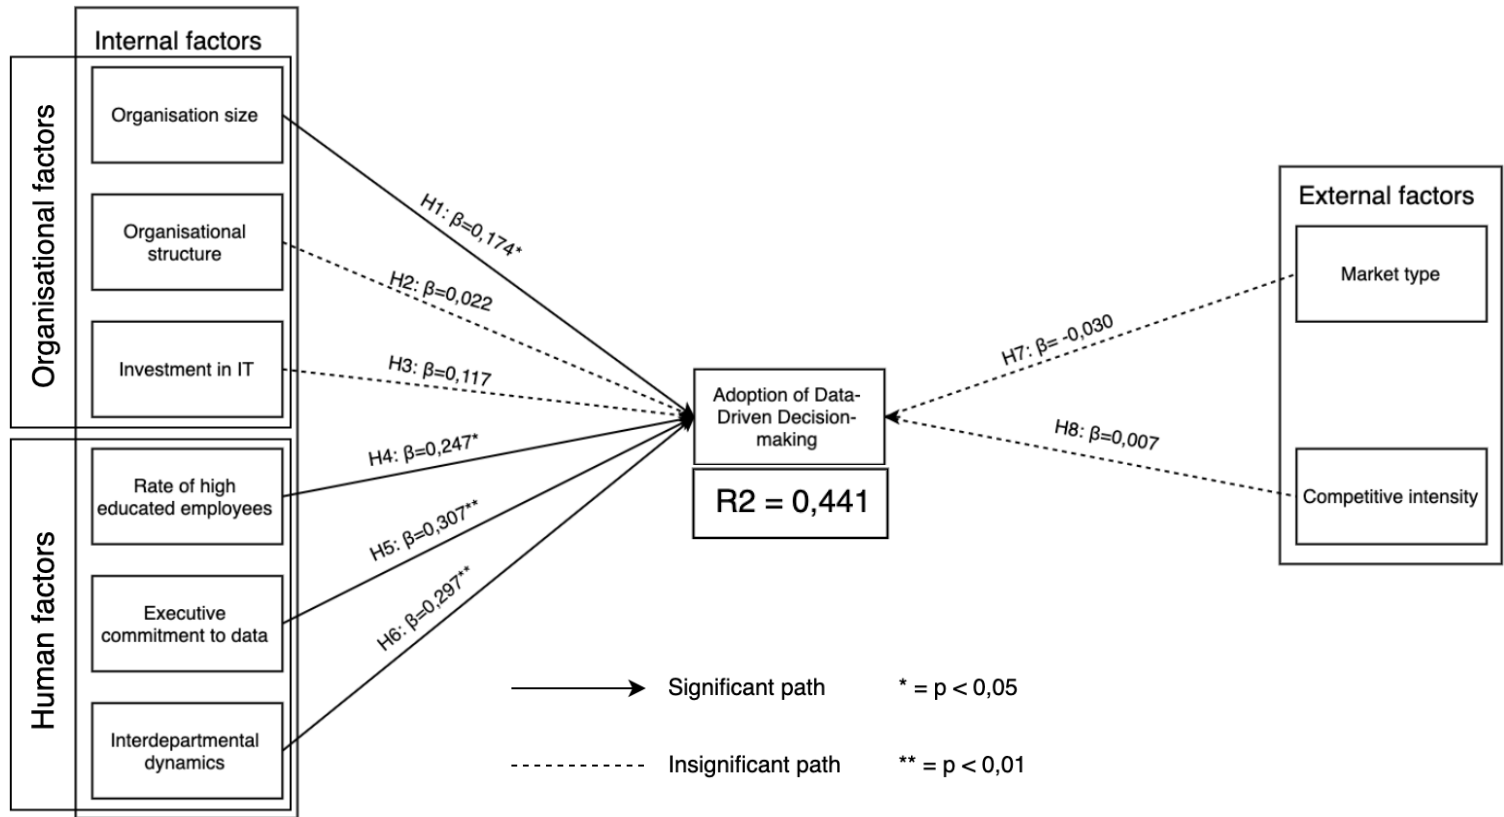 Internal factors
Organisational factors
Organisation size
Organisational
structure
Investment in IT
Human factors
Rate of high
educated employees
Executive
commitment to data
Interdepartmental
dynamics
H1: β=0,174*
H2: β=0,022
H3: β=0,117
H4: β=0,247*
H5: β=0,307**
H6: β=0,297**
Adoption of Data-
Driven Decision-
making
R2 = 0,441
H7: β= -0,030
H8: β=0,007
External factors
Market type
Competitive intensity
Significant path
* = p < 0,05
Insignificant path
** = p < 0,01